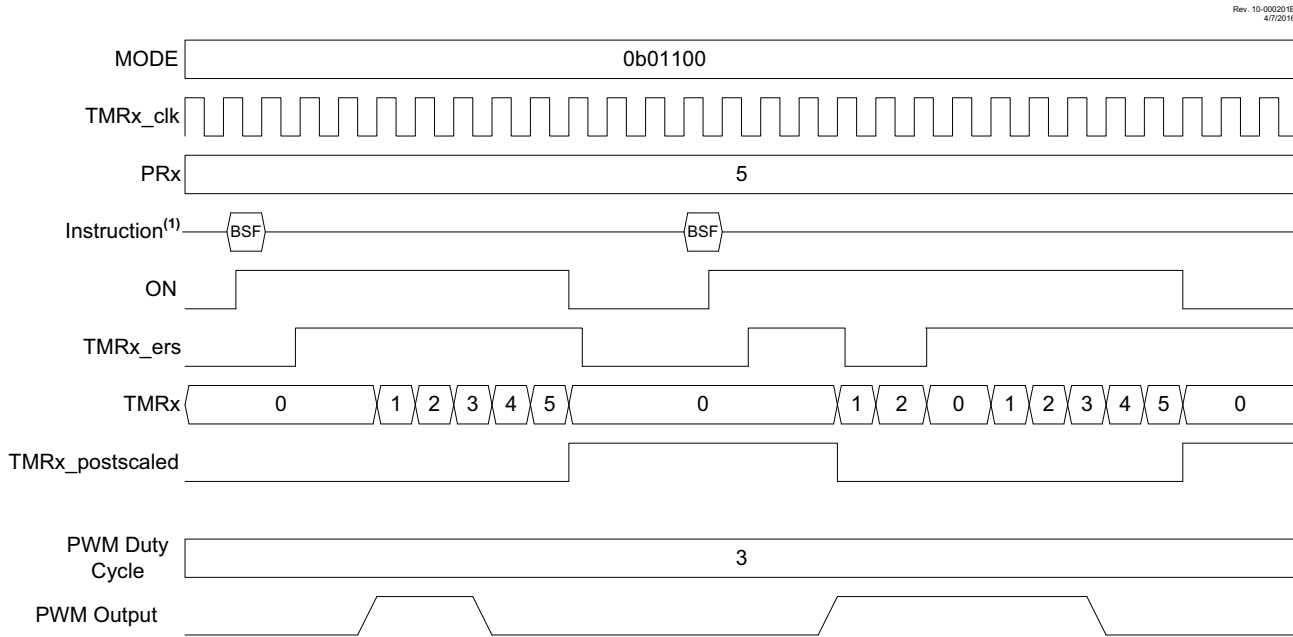 Rev. 10-000201B
4/7/2016
MODE 0b01100
TMRx_clk
PRx 5
Instruction(1) BSF BSF
ON
TMRx_ers
TMRx 0 1 2 3 4 5 0 1 2 0 1 2 3 4 5 0
TMRx_postscaled
PWM Duty
Cycle 3
PWM Output